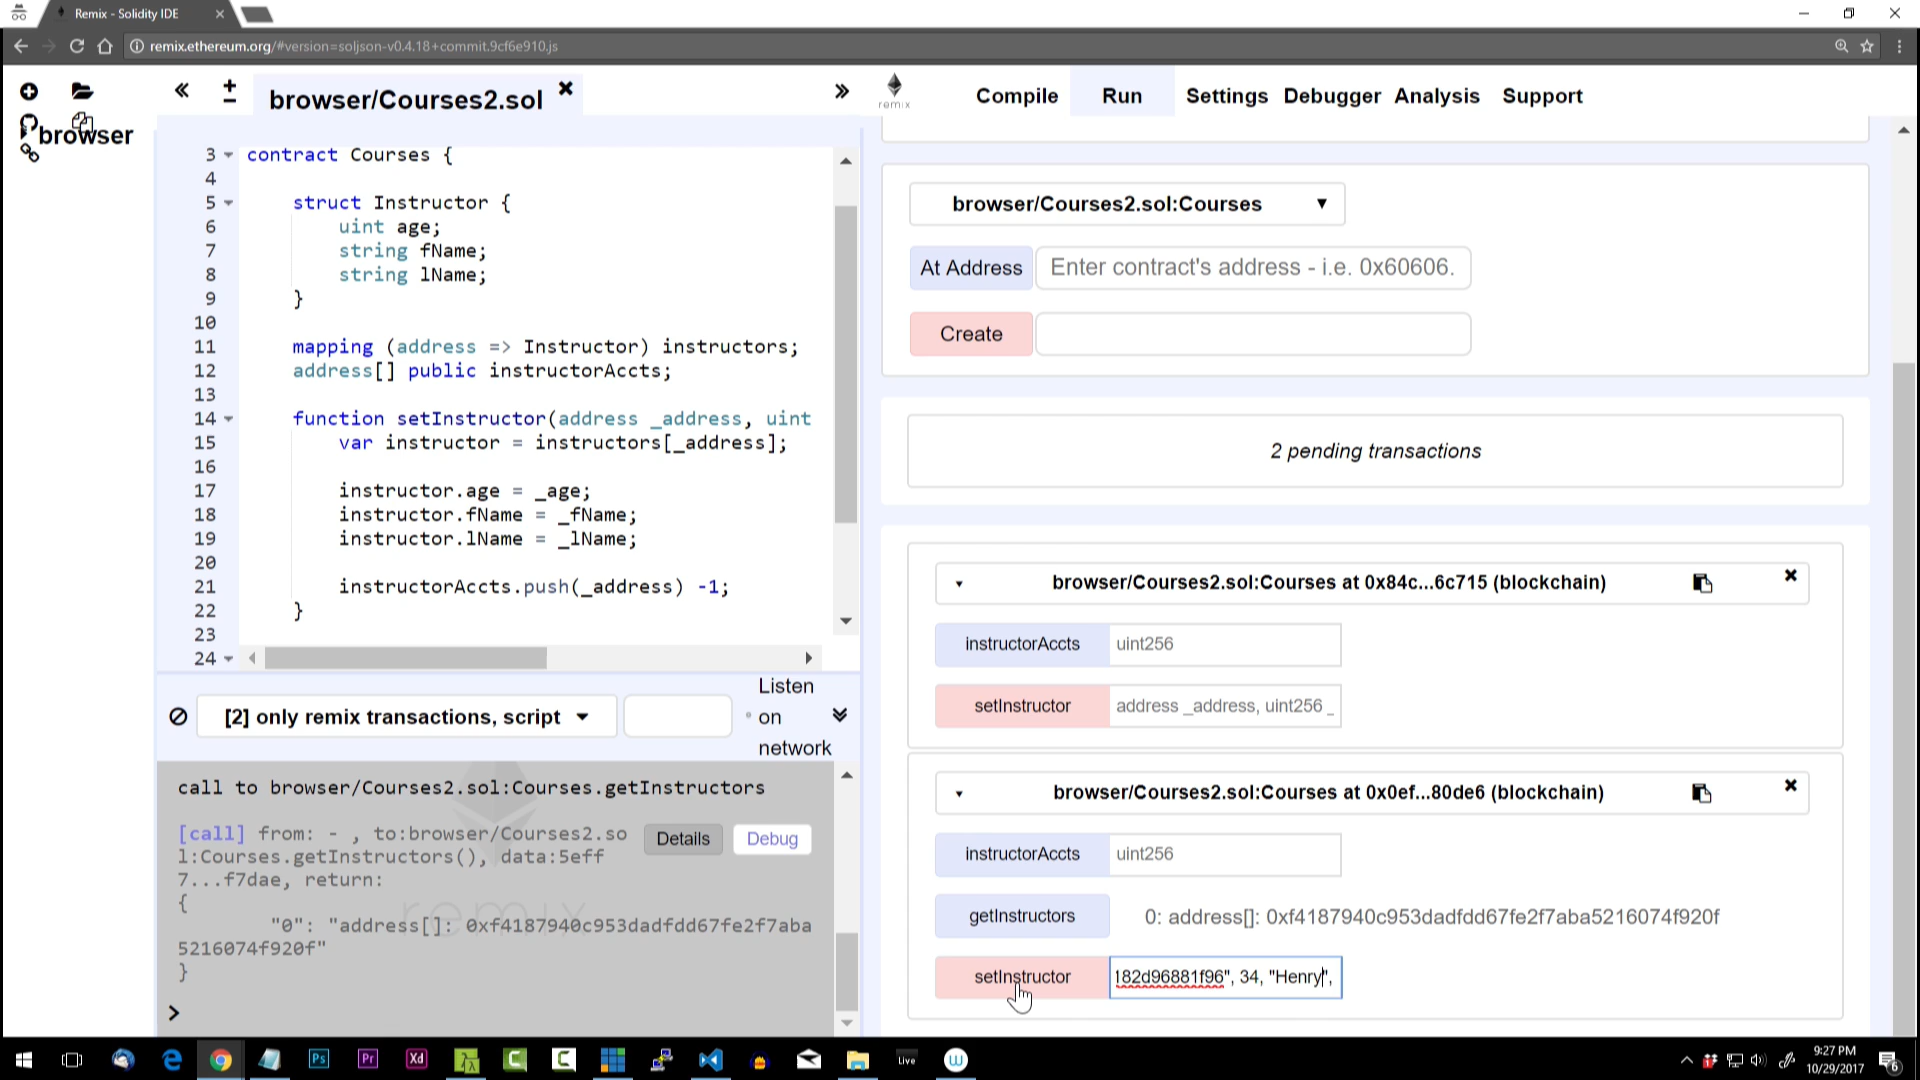 Remix - Solidity IDE
remix.ethereum.org/#version=soljson-v0.4.18+commit.9cf6e910.js
browser
browser/Courses2.sol
remix
Compile Run Settings Debugger Analysis Support
3 contract Courses {
4
5 struct Instructor {
6 uint age;
7 string fName;
8 string lName;
9 }
10
11 mapping (address => Instructor) instructors;
12 address[] public instructorAccts;
13
14 function setInstructor(address _address, uint
15 var instructor = instructors[_address];
16
17 instructor.age = _age;
18 instructor.fName = _fName;
19 instructor.lName = _lName;
20
21 instructorAccts.push(_address) -1;
22 }
23
24
[2] only remix transactions, script
Listen
on
network
call to browser/Courses2.sol:Courses.getInstructors
[call] from: - , to:browser/Courses2.so
l:Courses.getInstructors(), data:5eff
7...f7dae, return:
{
"0": "address[]: 0xf4187940c953dadfdd67fe2f7aba
5216074f920f"
}
>
Details
Debug
remix
browser/Courses2.sol:Courses
At Address Enter contract's address - i.e. 0x60606.
Create
2 pending transactions
browser/Courses2.sol:Courses at 0x84c...6c715 (blockchain)
instructorAccts uint256
setInstructor address _address, uint256 _
browser/Courses2.sol:Courses at 0x0ef...80de6 (blockchain)
instructorAccts uint256
getInstructors 0: address[]: 0xf4187940c953dadfdd67fe2f7aba5216074f920f
setInstructor 182d96881f96", 34, "Henry",
Ps Pr Xd Live
9:27 PM
10/29/2017
6